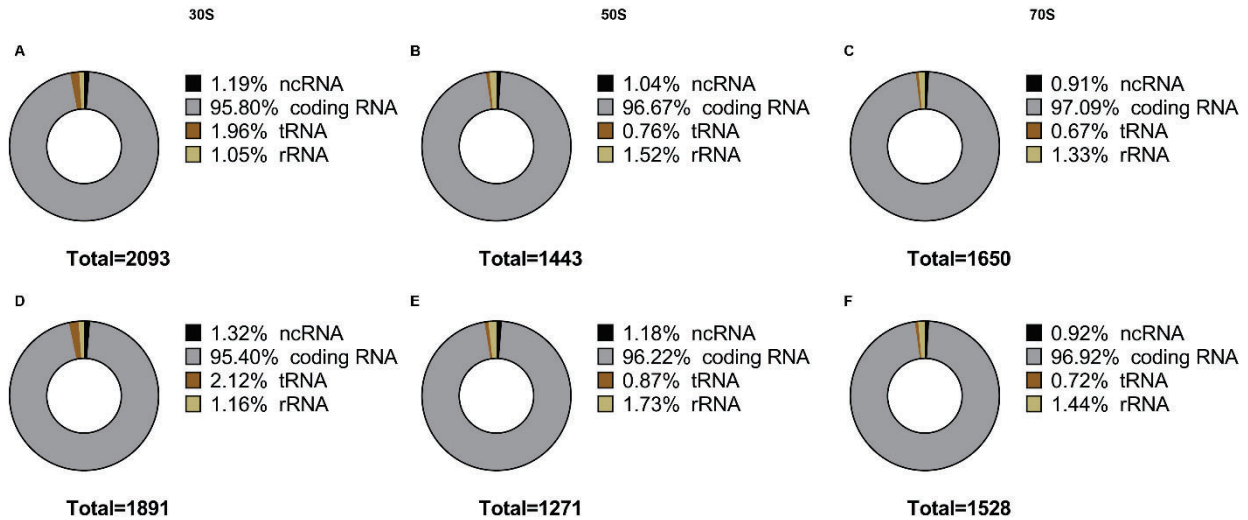 30S
50S
70S
A
1.19% ncRNA
95.80% coding RNA
1.96% tRNA
1.05% rRNA
Total=2093
B
1.04% ncRNA
96.67% coding RNA
0.76% tRNA
1.52% rRNA
Total=1443
C
0.91% ncRNA
97.09% coding RNA
0.67% tRNA
1.33% rRNA
Total=1650
D
1.32% ncRNA
95.40% coding RNA
2.12% tRNA
1.16% rRNA
Total=1891
E
1.18% ncRNA
96.22% coding RNA
0.87% tRNA
1.73% rRNA
Total=1271
F
0.92% ncRNA
96.92% coding RNA
0.72% tRNA
1.44% rRNA
Total=1528